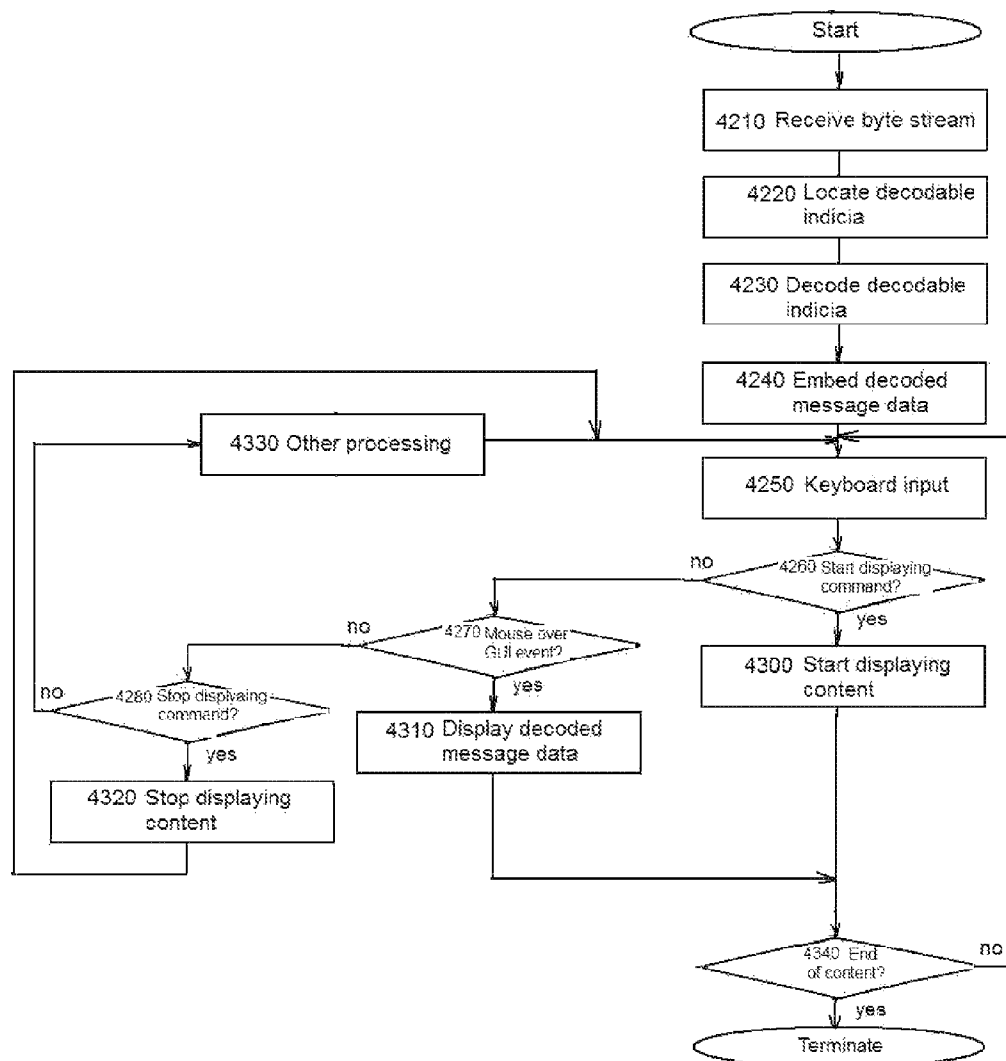 Start
4210 Receive byte stream
4220 Locate decodable
indicia
4230 Decode decodable
indicia
4240 Embed decoded
message data
4330 Other processing
4250 Keyboard input
no
4260 Start displaying
command?
yes
no
4270 Mouse over
GUI event?
yes
4300 Start displaying
content
no
4280 Stop displaying
command?
yes
4310 Display decoded
message data
4320 Stop displaying
content
4340 End
of content?
no
yes
Terminate